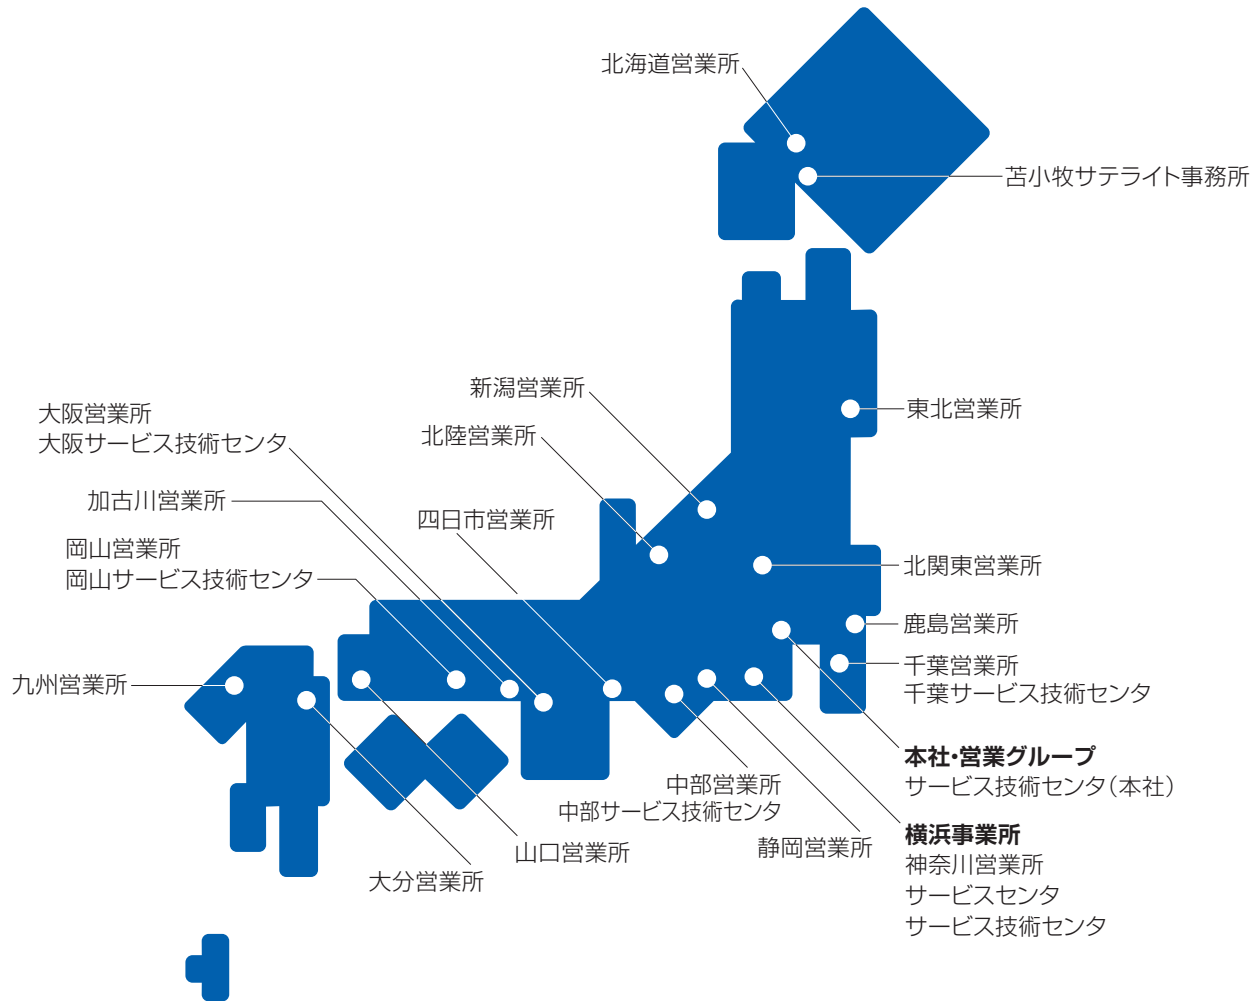 北海道営業所
苫小牧サテライト事務所
新潟営業所
東北営業所
大阪営業所
大阪サービス技術センタ
北陸営業所
加古川営業所
四日市営業所
岡山営業所
岡山サービス技術センタ
北関東営業所
鹿島営業所
千葉営業所
千葉サービス技術センタ
九州営業所
本社・営業グループ
サービス技術センタ(本社)
中部営業所
中部サービス技術センタ
横浜事業所
神奈川営業所
サービスセンタ
サービス技術センタ
静岡営業所
山口営業所
大分営業所